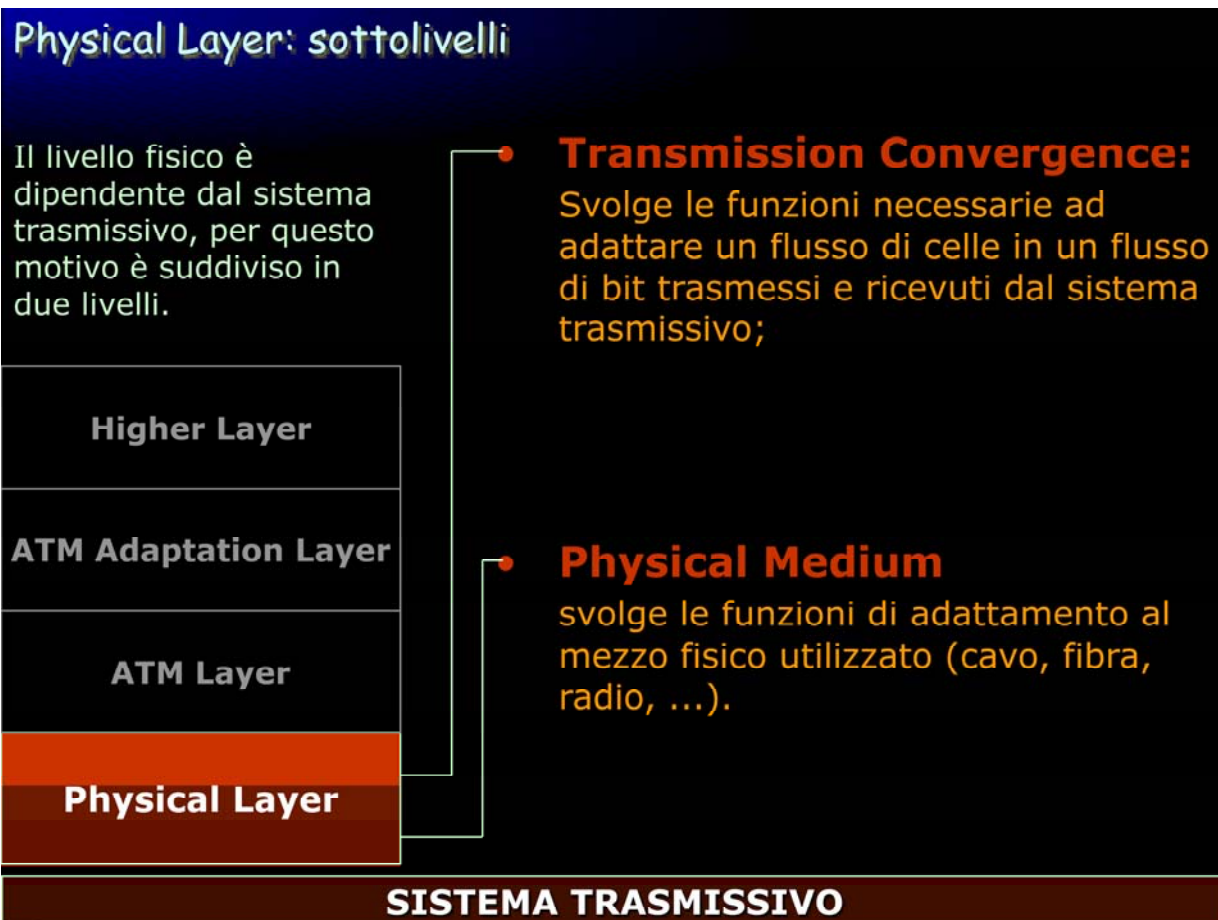 Physical Layer: sottolivelli
Il livello fisico è
dipendente dal sistema
trasmissivo, per questo
motivo è suddiviso in
due livelli.
Higher Layer
ATM Adaptation Layer
ATM Layer
Physical Layer
• Transmission Convergence:
Svolge le funzioni necessarie ad
adattare un flusso di celle in un flusso
di bit trasmessi e ricevuti dal sistema
trasmissivo;
• Physical Medium
svolge le funzioni di adattamento al
mezzo fisico utilizzato (cavo, fibra,
radio, ...).
SISTEMA TRASMISSIVO